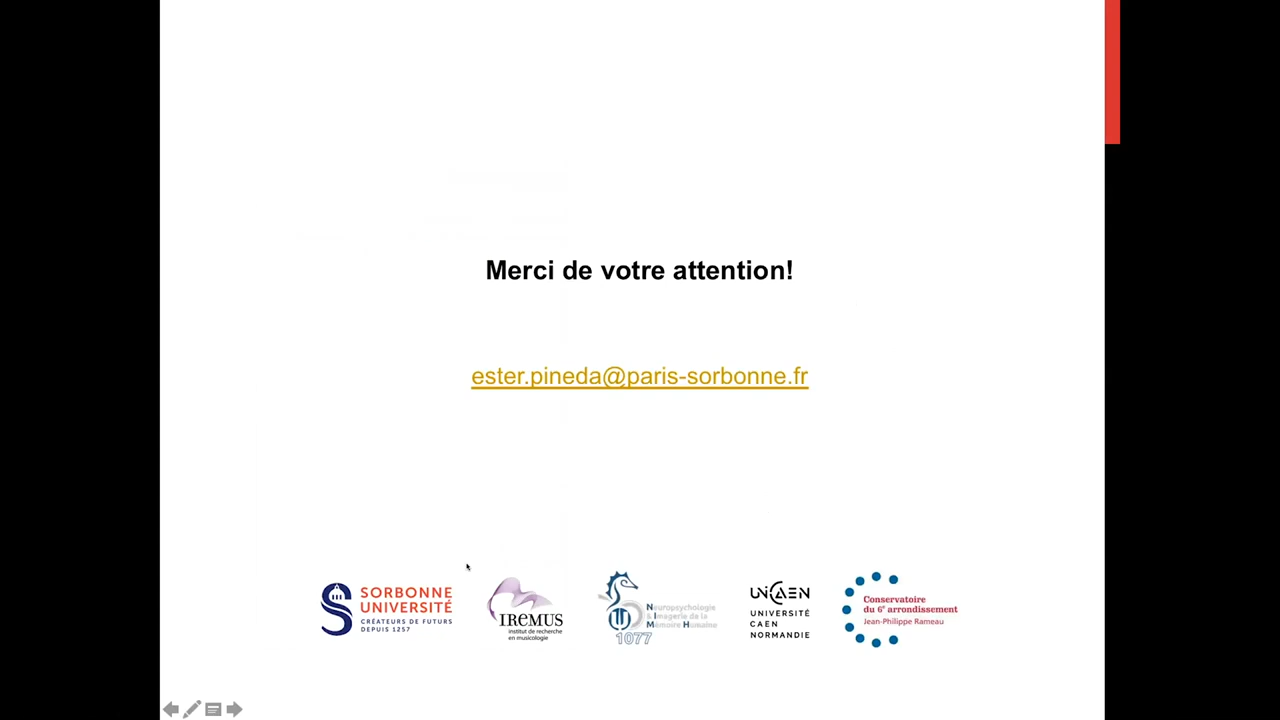 Merci de votre attention!
ester.pineda@paris-sorbonne.fr
SORBONNE
UNIVERSITÉ
CRÉATEURS DE FUTURS
DEPUIS 1257
IReMUS
institut de recherche
en musicologie
Neuropsychologie
& Imagerie de la
Mémoire Humaine
1077
UNICAEN
UNIVERSITÉ
CAEN
NORMANDIE
Conservatoire
du 6e arrondissement
Jean-Philippe Rameau